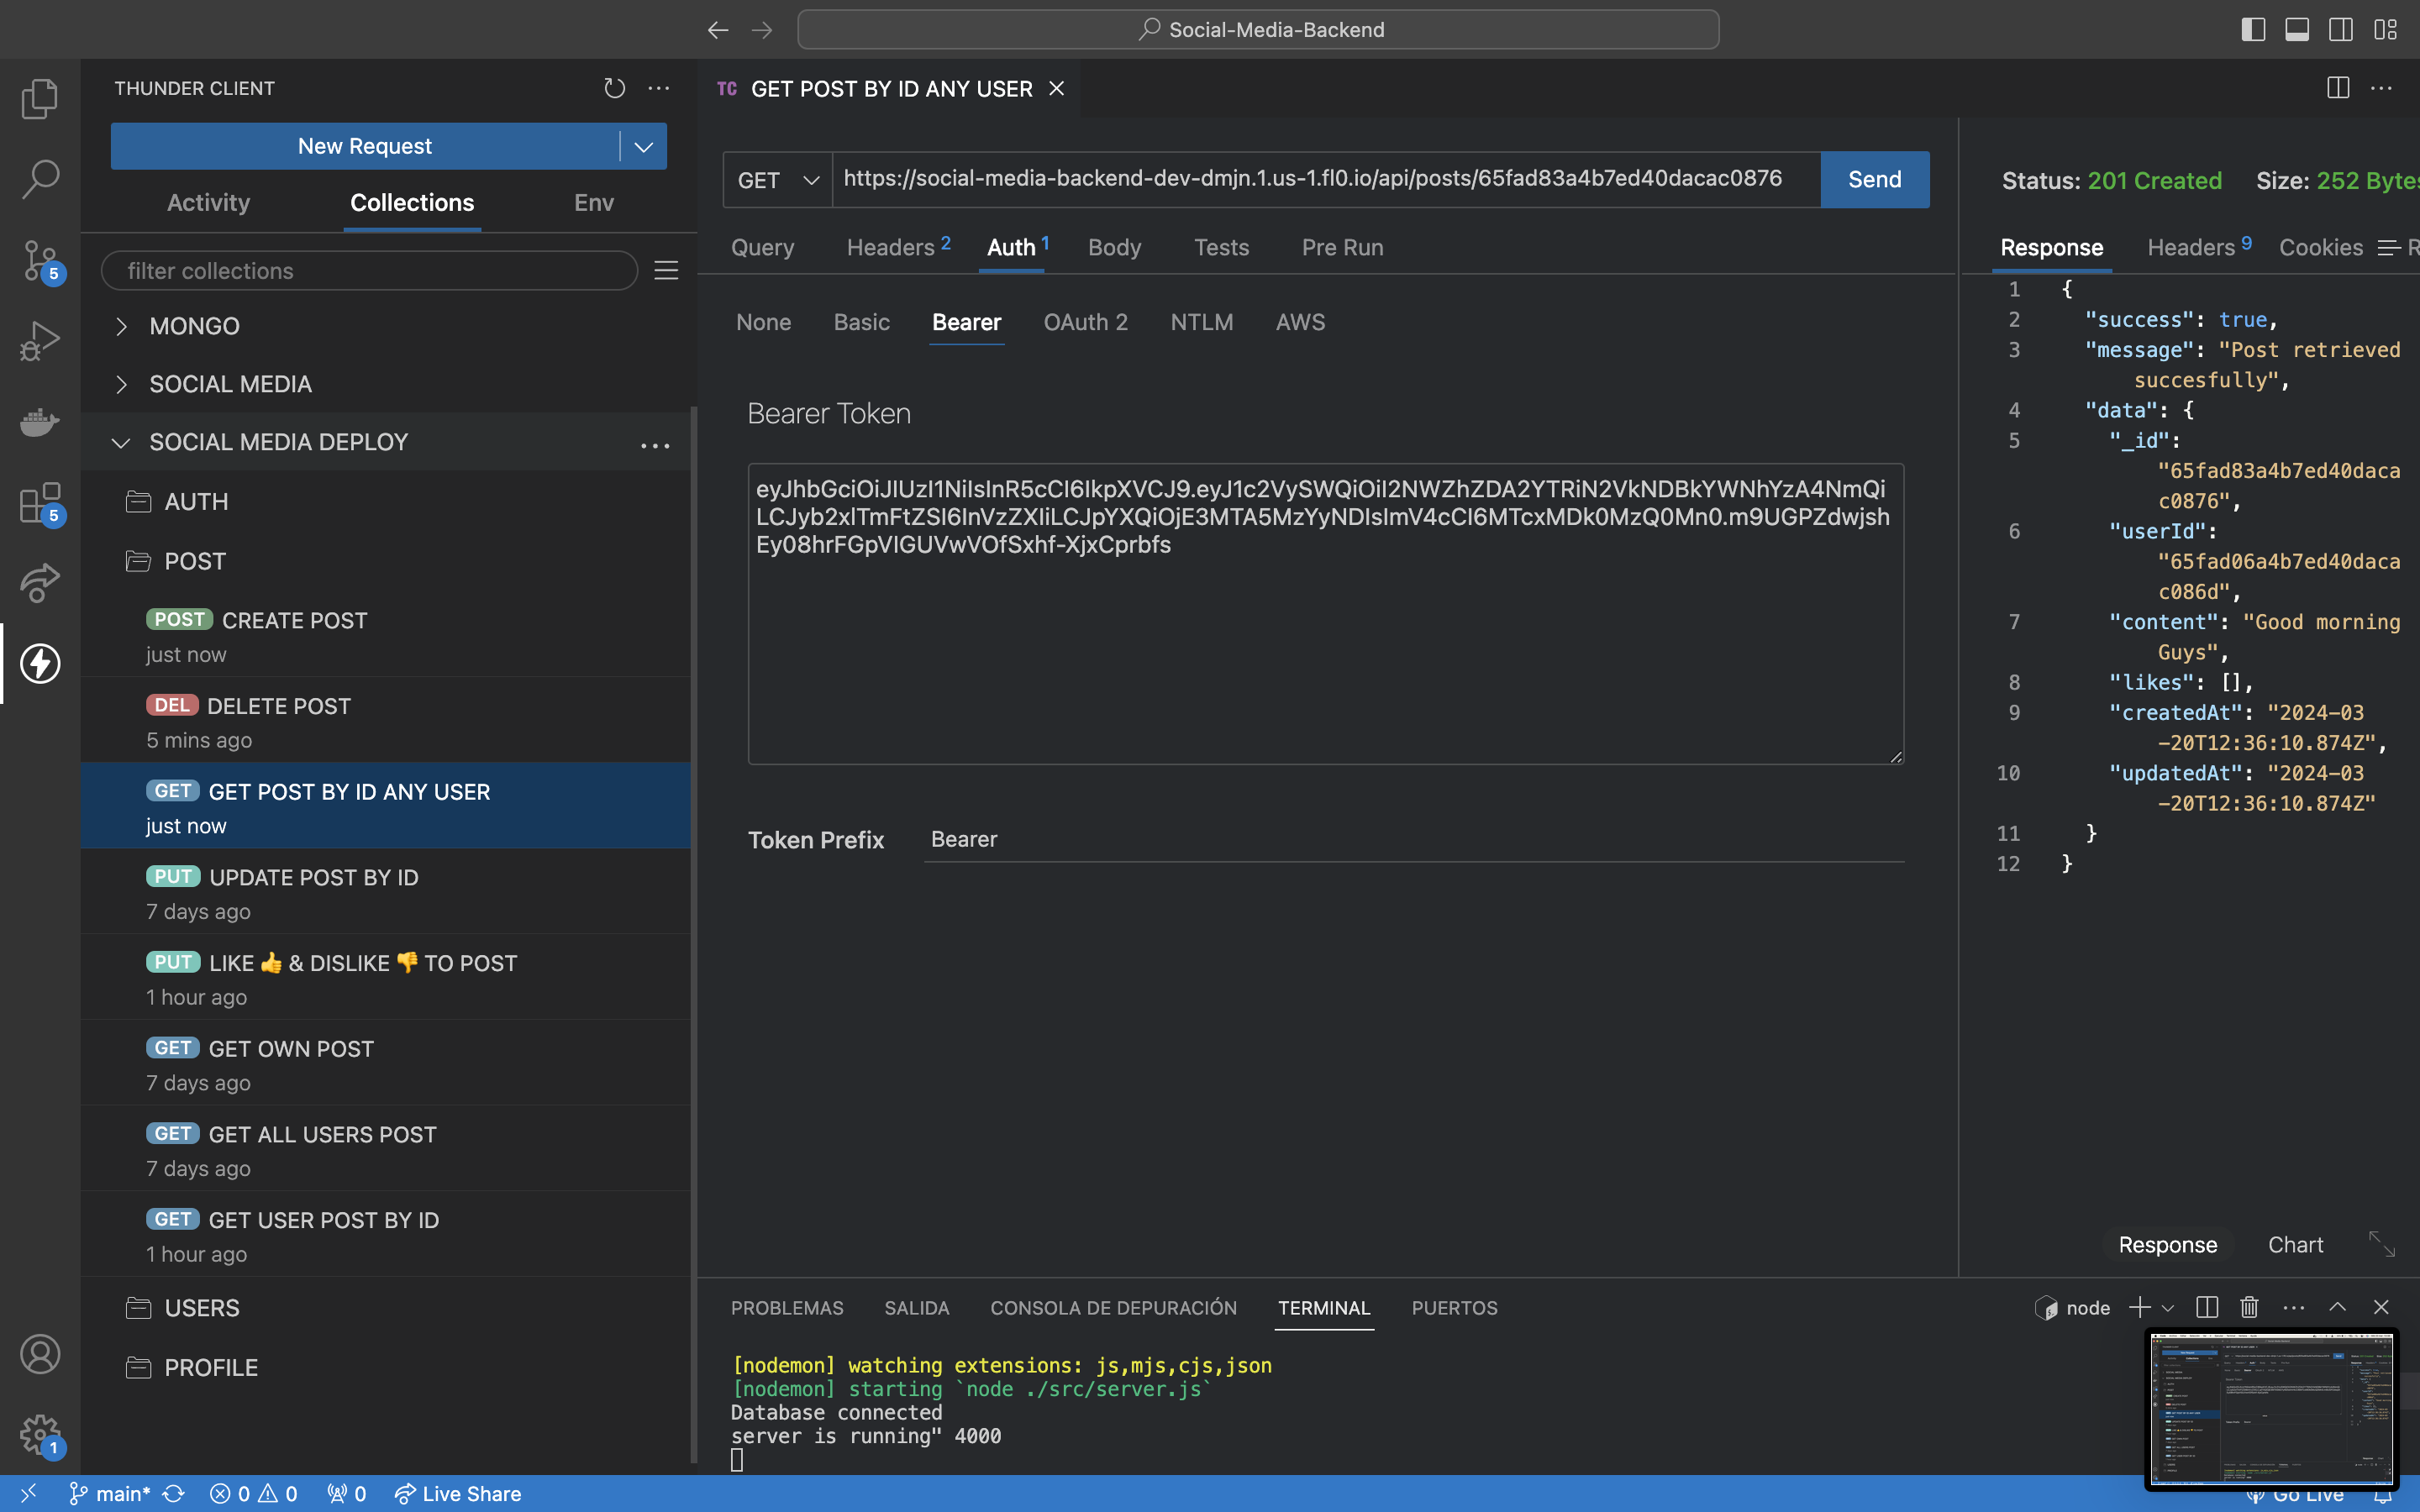 Social-Media-Backend
THUNDER CLIENT
New Request
Activity
Collections
Env
filter collections
MONGO
SOCIAL MEDIA
SOCIAL MEDIA DEPLOY
AUTH
POST
POST CREATE POST
just now
DEL DELETE POST
5 mins ago
GET GET POST BY ID ANY USER
just now
PUT UPDATE POST BY ID
7 days ago
PUT LIKE 👍 & DISLIKE 👎 TO POST
1 hour ago
GET GET OWN POST
7 days ago
GET GET ALL USERS POST
7 days ago
GET GET USER POST BY ID
1 hour ago
USERS
PROFILE
5
5
1
TC GET POST BY ID ANY USER
GET
https://social-media-backend-dev-dmjn.1.us-1.fl0.io/api/posts/65fad83a4b7ed40dacac0876
Send
Query Headers 2 Auth 1 Body Tests Pre Run
None Basic Bearer OAuth 2 NTLM AWS
Bearer Token
eyJhbGciOiJIUzI1NiIsInR5cCI6IkpXVCJ9.eyJ1c2VySWQiOiI2NWZhZDA2YTRiN2VkNDBkYWNhYzA4NmQi
LCJyb2xlTmFtZSI6InVzZXIiLCJpYXQiOjE3MTA5MzYyNDIsImV4cCI6MTcxMDk0MzQ0Mn0.m9UGPZdwjsh
Ey08hrFGpVIGUVwVOfSxhf-XjxCprbfs
Token Prefix Bearer
Status: 201 Created Size: 252 Bytes
Response Headers 9 Cookies R
1 {
2 "success": true,
3 "message": "Post retrieved
succesfully",
4 "data": {
5 "_id":
"65fad83a4b7ed40daca
c0876",
6 "userId":
"65fad06a4b7ed40daca
c086d",
7 "content": "Good morning
Guys",
8 "likes": [],
9 "createdAt": "2024-03
-20T12:36:10.874Z",
10 "updatedAt": "2024-03
-20T12:36:10.874Z"
11 }
12 }
Response Chart
PROBLEMAS SALIDA CONSOLA DE DEPURACIÓN TERMINAL PUERTOS
node
[nodemon] watching extensions: js,mjs,cjs,json
[nodemon] starting `node ./src/server.js`
Database connected
server is running" 4000
main* 0 0 0 Live Share
Go Live